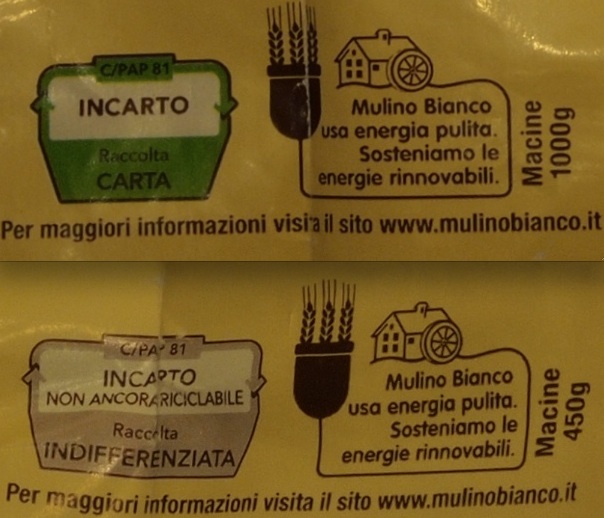 C/PAP 81
INCARTO
Raccolta
CARTA
Mulino Bianco
usa energia pulita.
Sosteniamo le
energie rinnovabili.
Macine
1000g
Per maggiori informazioni visita il sito www.mulinobianco.it
C/PAP 81
INCARTO
NON ANCORA RICICLABILE
Raccolta
INDIFFERENZIATA
Mulino Bianco
usa energia pulita.
Sosteniamo le
energie rinnovabili.
Macine
450g
Per maggiori informazioni visita il sito www.mulinobianco.it